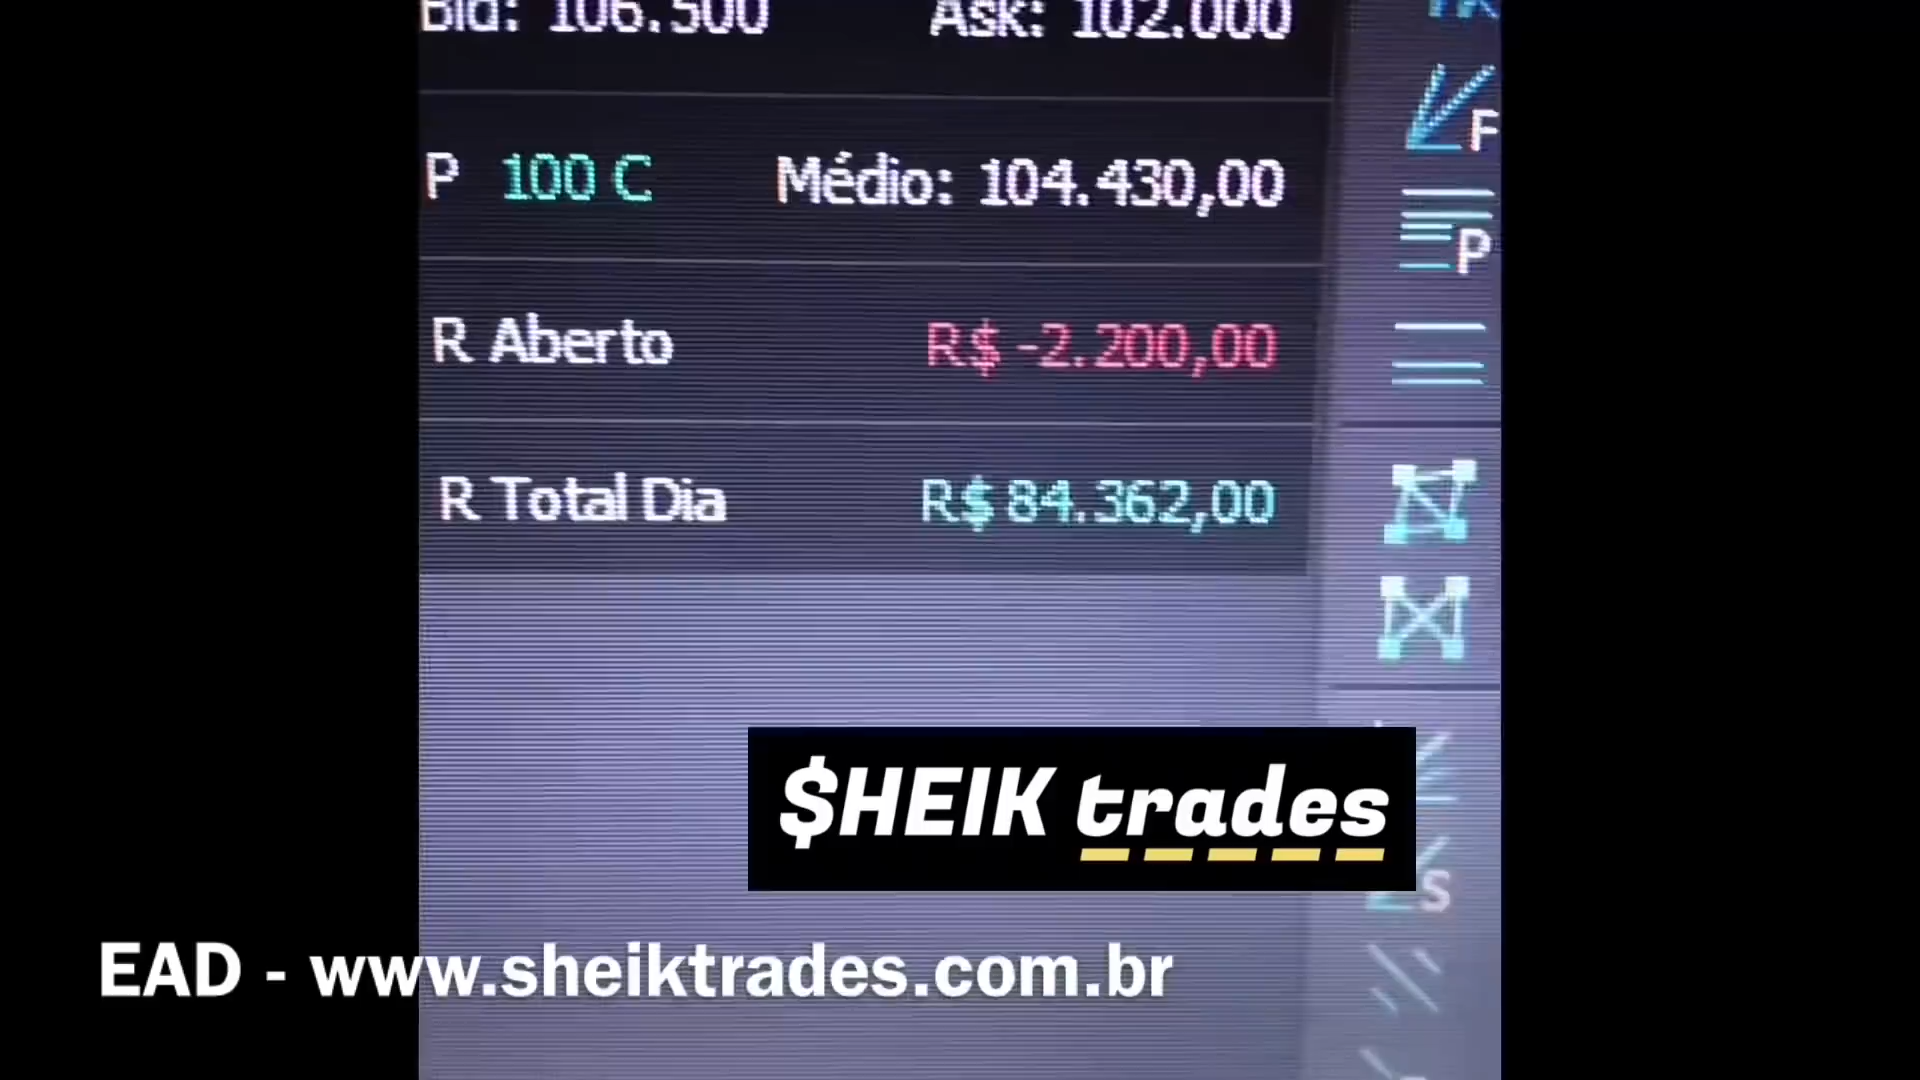 Bid: 106.500 Ask: 102.000
F
P 100 C Médio: 104.430,00
P
R Aberto R$ -2.200,00
R Total Dia R$ 84.362,00
$HEIK trades
S
EAD - www.sheiktrades.com.br